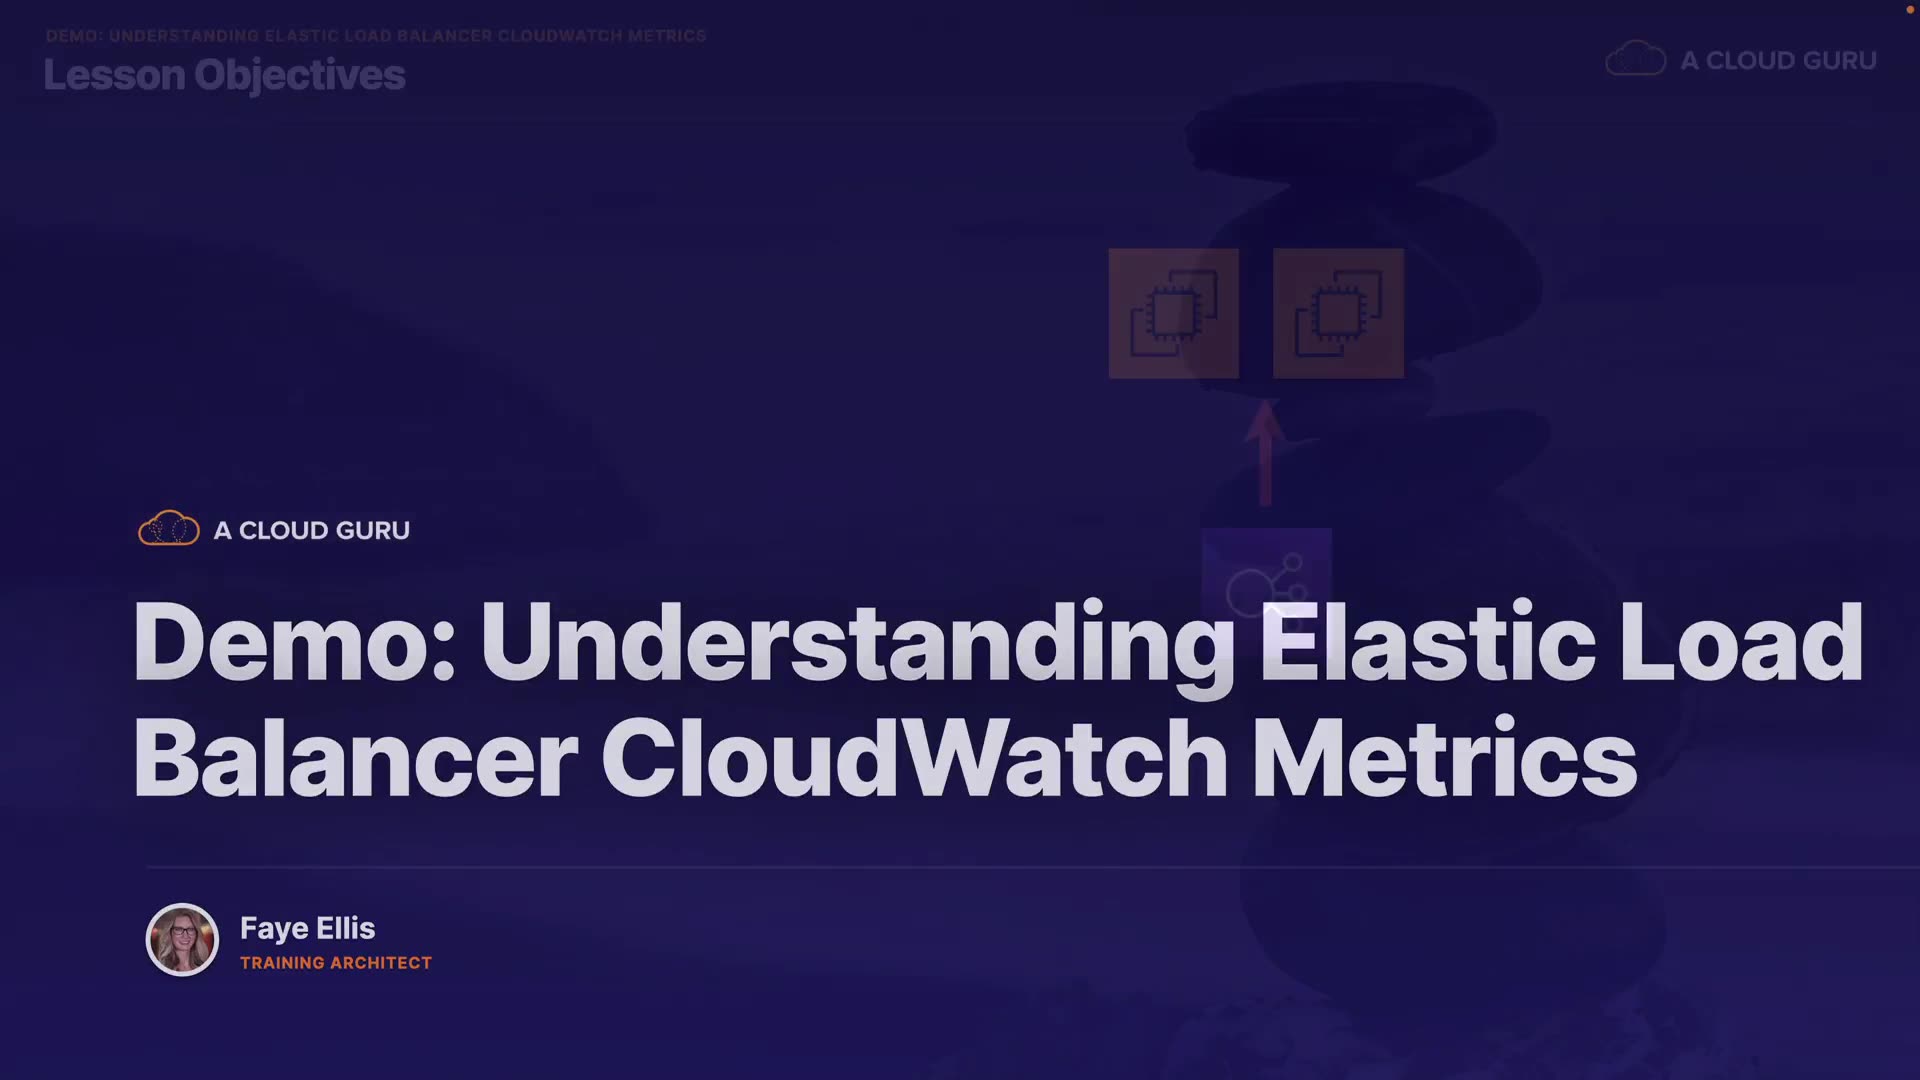 DEMO: UNDERSTANDING ELASTIC LOAD BALANCER CLOUDWATCH METRICS
Lesson Objectives
A CLOUD GURU
A CLOUD GURU
Demo: Understanding Elastic Load
Balancer CloudWatch Metrics
Faye Ellis
TRAINING ARCHITECT